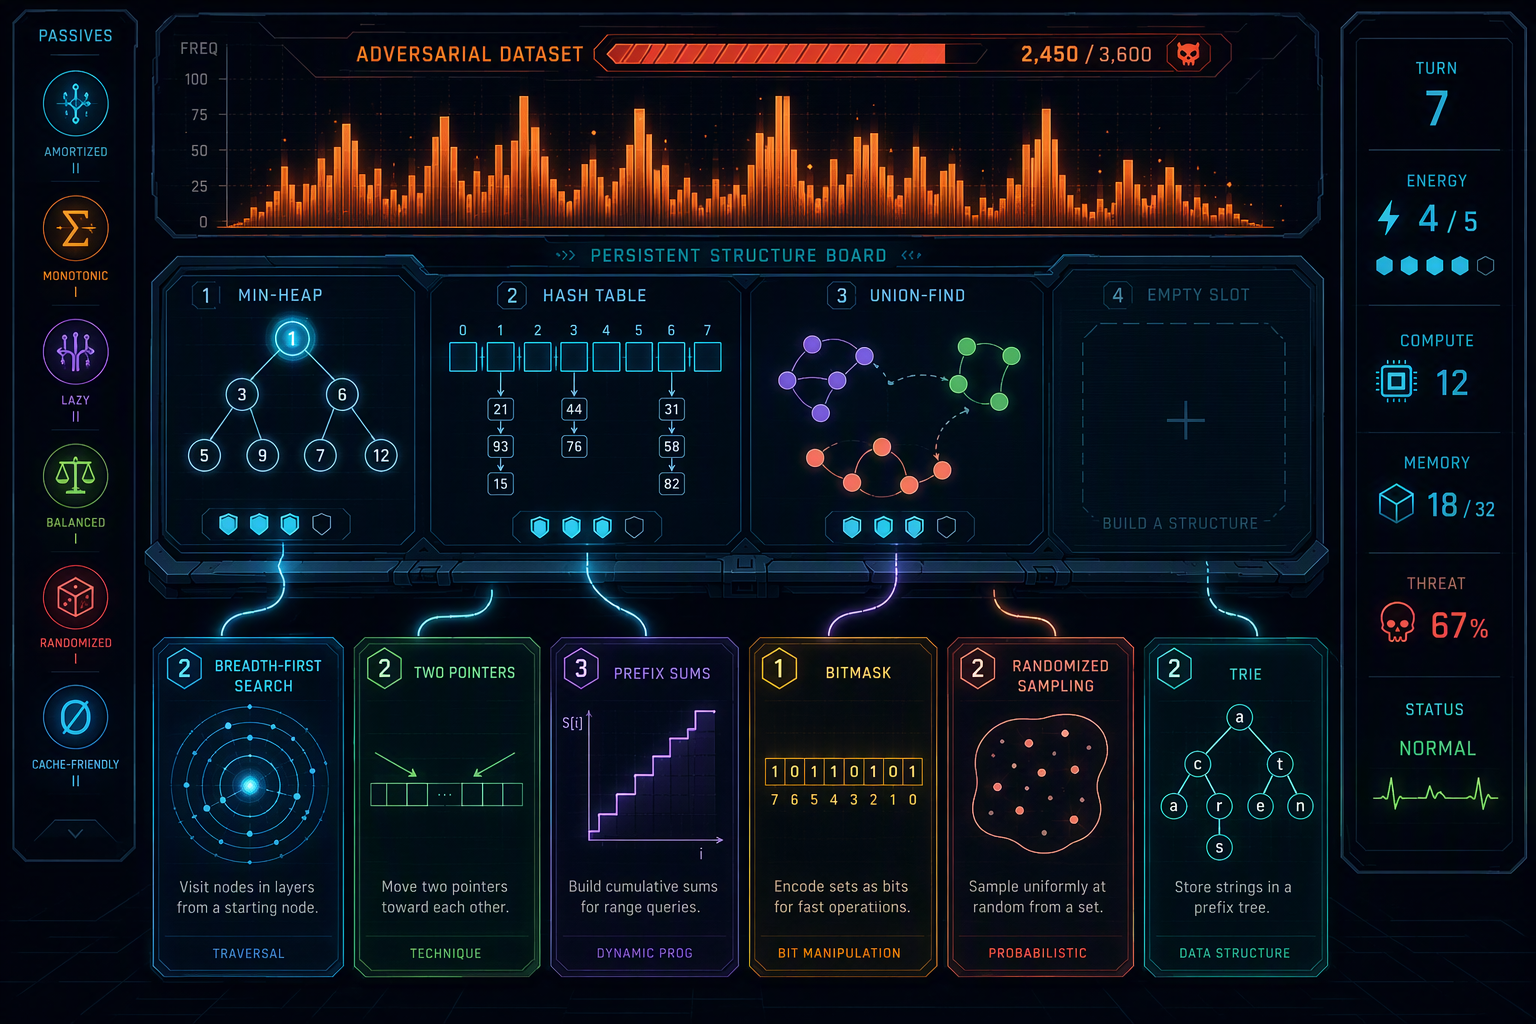 PASSIVES
AMORTIZED
II
Σ
MONOTONIC
I
LAZY
II
BALANCED
I
RANDOMIZED
I
Ø
CACHE-FRIENDLY
II
FREQ
100
75
50
25
0
ADVERSARIAL DATASET
2,450 / 3,600
PERSISTENT STRUCTURE BOARD
1 MIN-HEAP
1
3 6
5 9 7 12
2 HASH TABLE
0 1 2 3 4 5 6 7
21 44 31
93 76 58
15 82
3 UNION-FIND
4 EMPTY SLOT
BUILD A STRUCTURE
2 BREADTH-FIRST
SEARCH
Visit nodes in layers
from a starting node.
TRAVERSAL
2 TWO POINTERS
...
Move two pointers
toward each other.
TECHNIQUE
3 PREFIX SUMS
S[i]
i
Build cumulative sums
for range queries.
DYNAMIC PROG
1 BITMASK
1 0 1 1 0 1 0 1
7 6 5 4 3 2 1 0
Encode sets as bits
for fast operatiions.
BIT MANIPULATION
2 RANDOMIZED
SAMPLING
Sample uniformly at
random from a set.
PROBABILISTIC
2 TRIE
a
c t
a r e n
s
Store strings in a
prefix tree.
DATA STRUCTURE
TURN
7
ENERGY
4 / 5
COMPUTE
12
MEMORY
18 / 32
THREAT
67%
STATUS
NORMAL